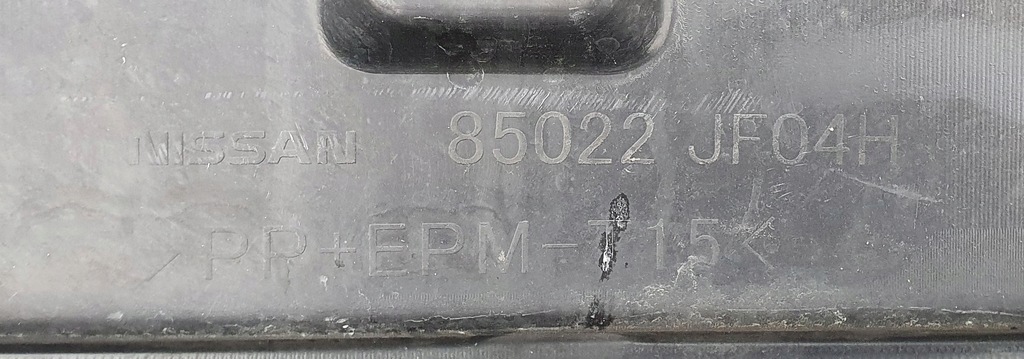 NISSAN 85022 JF04H
>PP+EPM-T15<